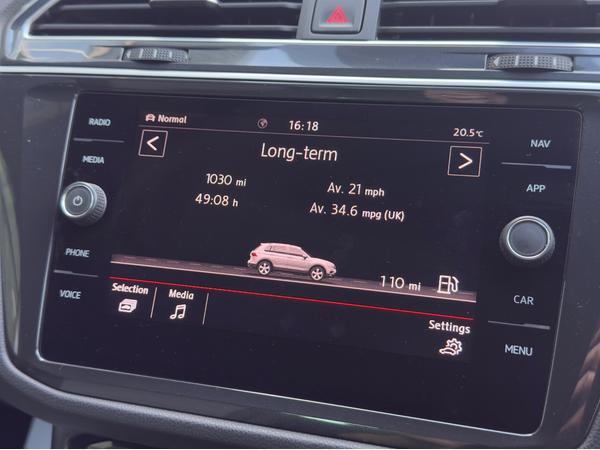 RADIO
MEDIA
PHONE
VOICE
Normal
16:18
20.5°C
Long-term
1030 mi
49:08 h
Av. 21 mph
Av. 34.6 mpg (UK)
110 mi
Selection
Media
Settings
NAV
APP
CAR
MENU